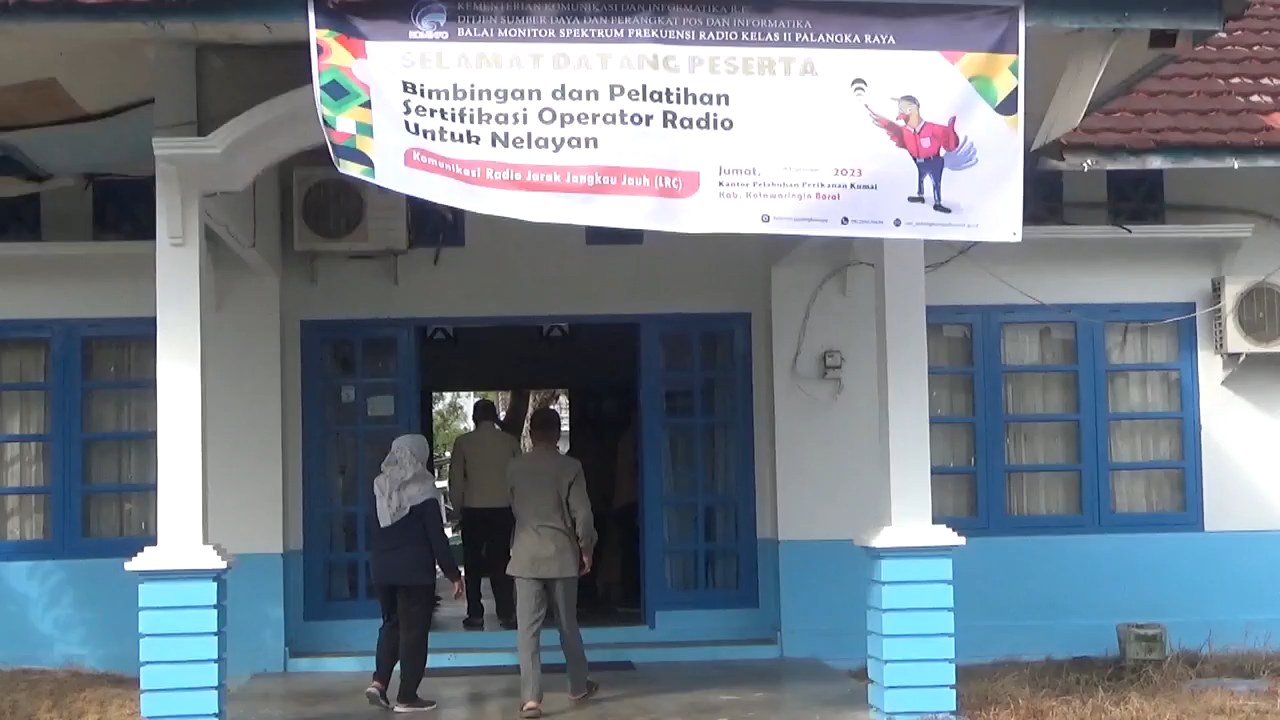 KEMENTERIAN KOMUNIKASI DAN INFORMATIKA R.I
DITJEN SUMBER DAYA DAN PERANGKAT POS DAN INFORMATIKA
BALAI MONITOR SPEKTRUM FREKUENSI RADIO KELAS II PALANGKA RAYA
KOMINFO
SELAMAT DATANG PESERTA
Bimbingan dan Pelatihan
Sertifikasi Operator Radio
Untuk Nelayan
Komunikasi Radio Jarak Jangkau Jauh (LRC)
Jumat, 2023
Kantor Pelabuhan Perikanan Kumai
Kab. Kotawaringin Barat